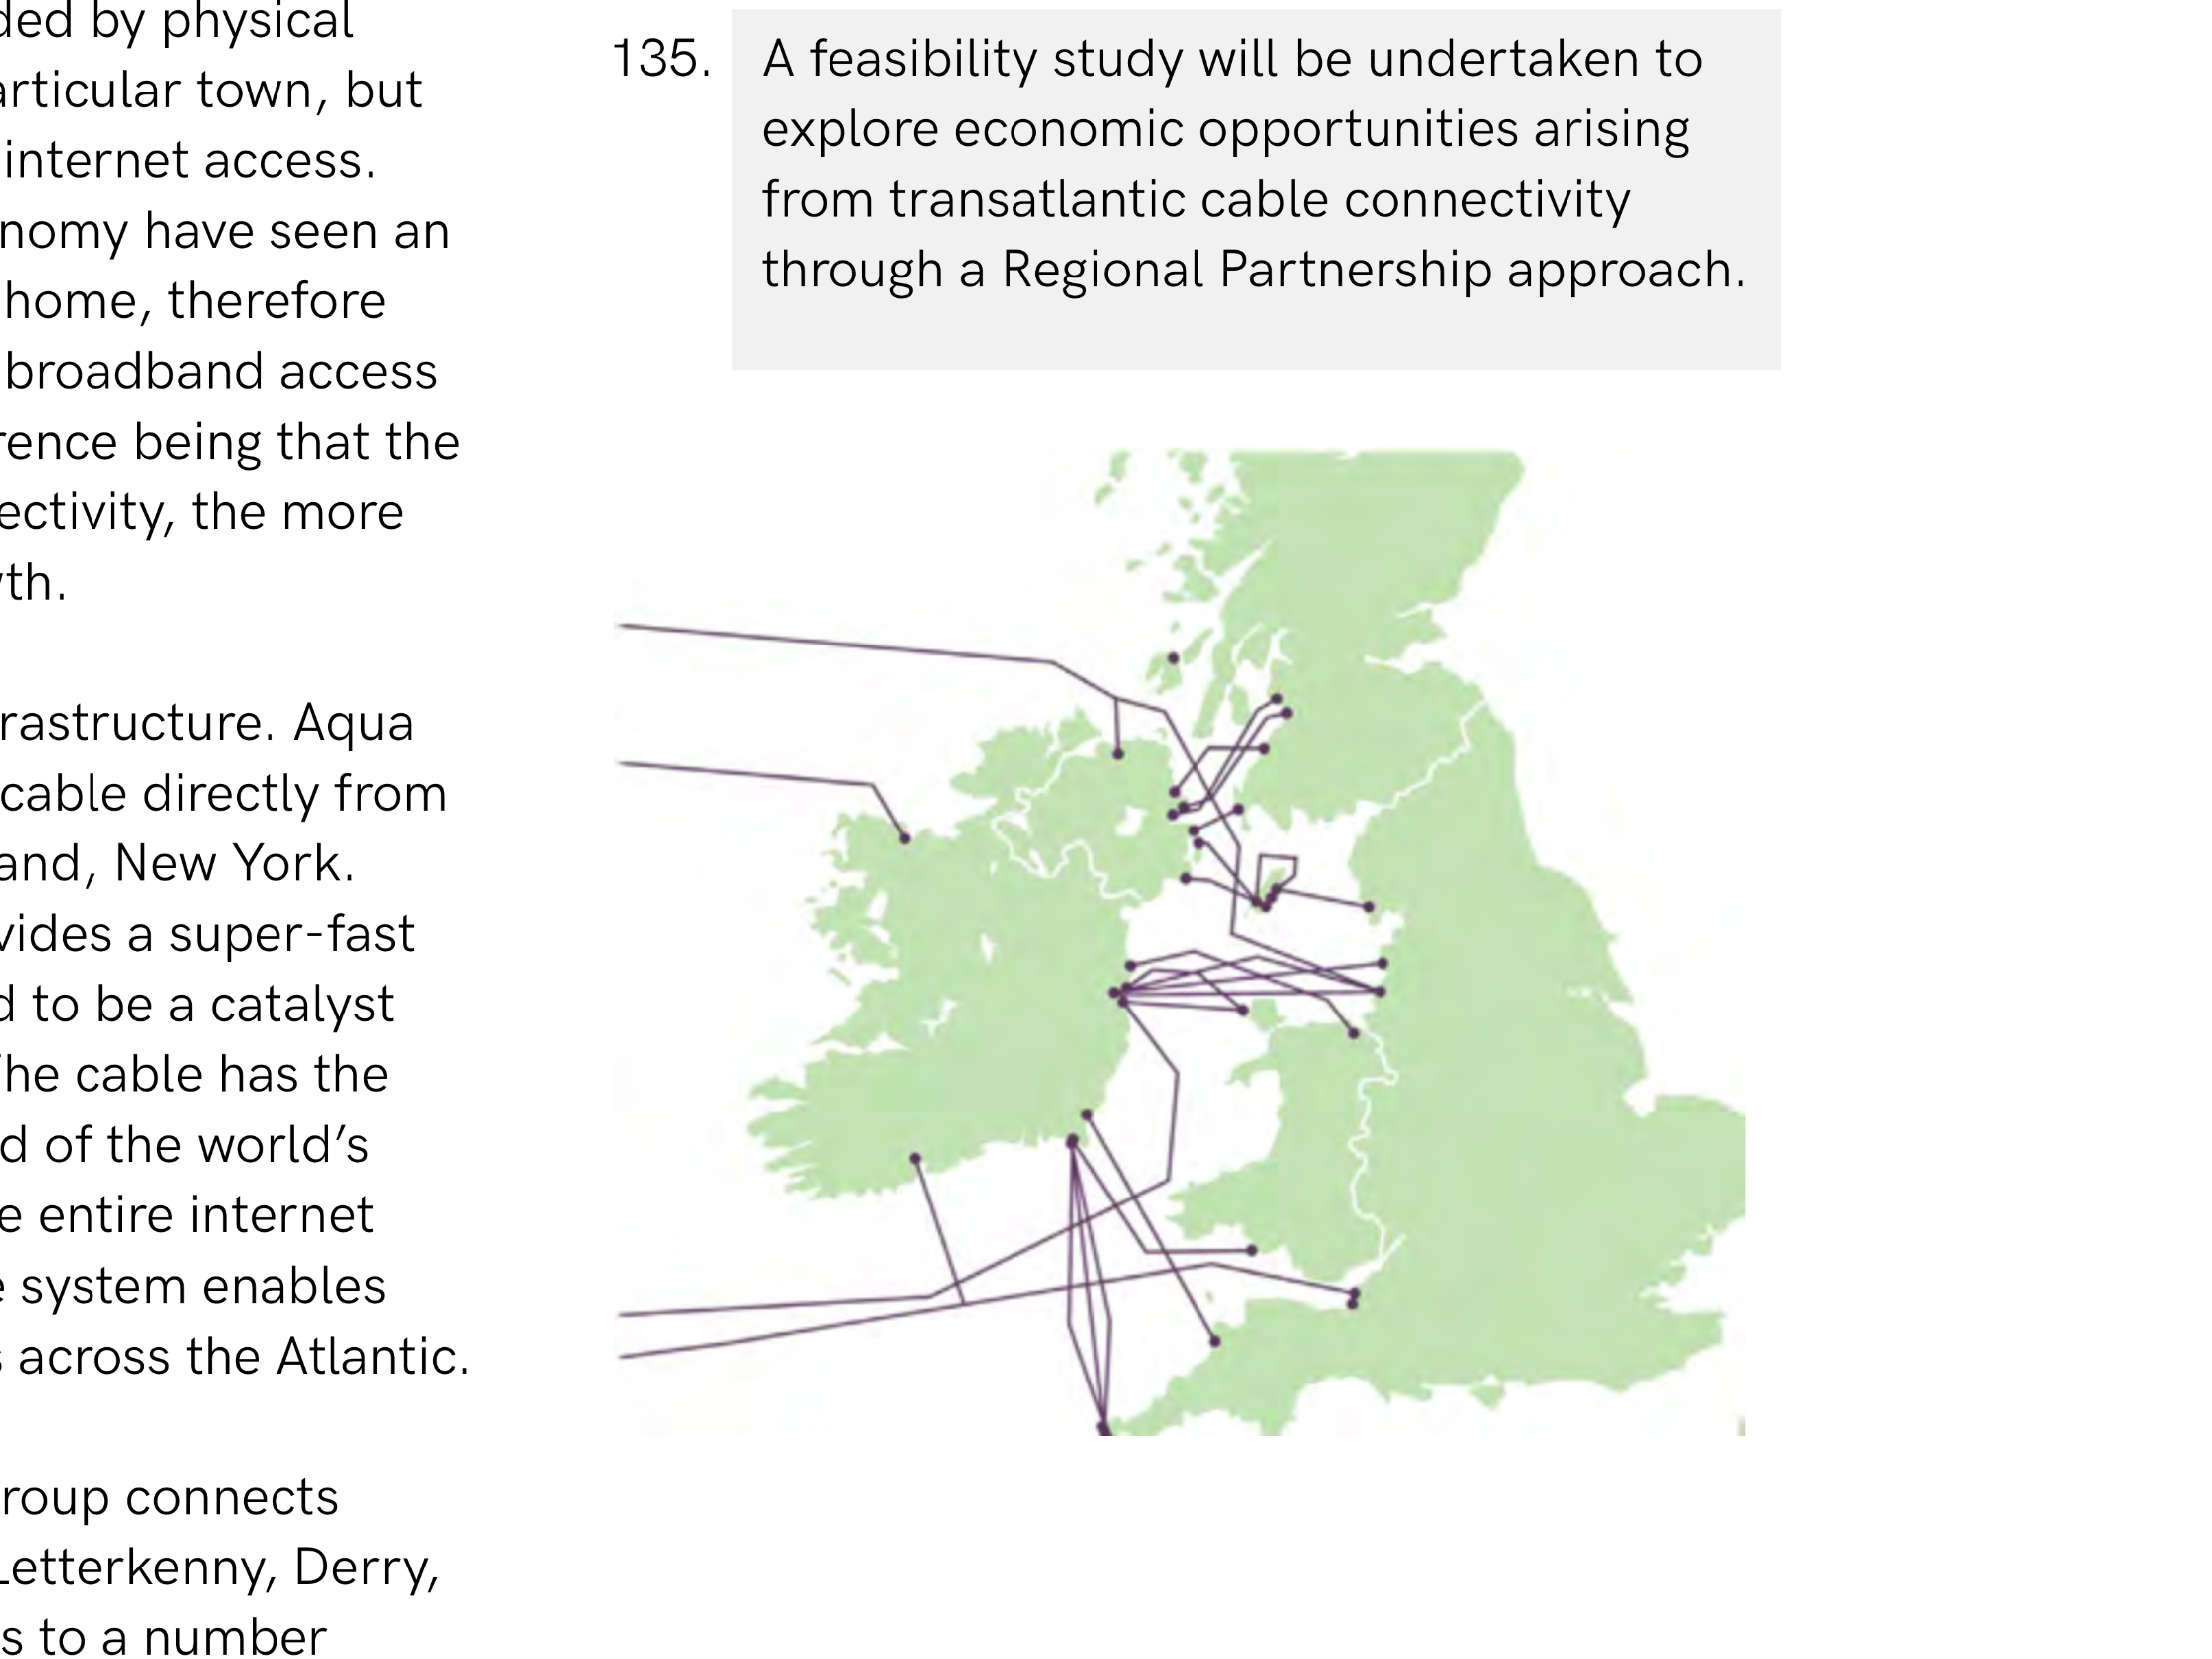 ded by physical
articular town, but
internet access.
nomy have seen an
home, therefore
broadband access
rence being that the
ectivity, the more
th.
rastructure. Aqua
cable directly from
and, New York.
vides a super-fast
d to be a catalyst
he cable has the
d of the world's
e entire internet
e system enables
s across the Atlantic.
roup connects
Letterkenny, Derry,
s to a number
135. A feasibility study will be undertaken to
explore economic opportunities arising
from transatlantic cable connectivity
through a Regional Partnership approach.